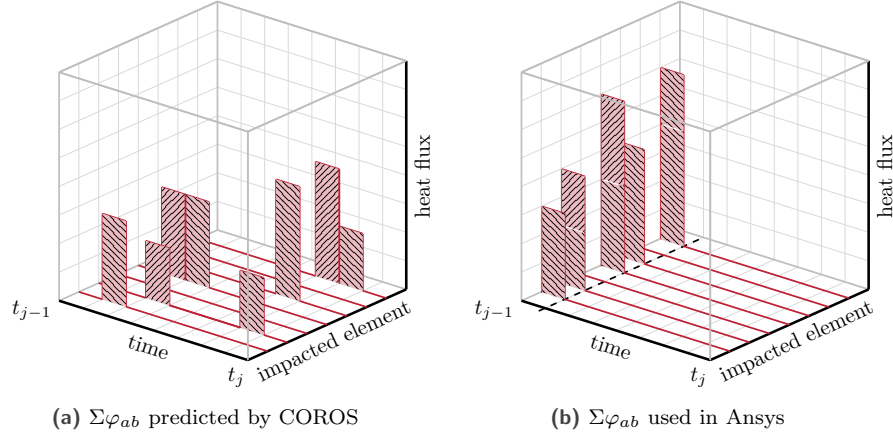 heat flux
t_{j−1}
time
t_j
impacted element
(a) Σφ_{ab} predicted by COROS
heat flux
t_{j−1}
time
t_j
impacted element
(b) Σφ_{ab} used in Ansys